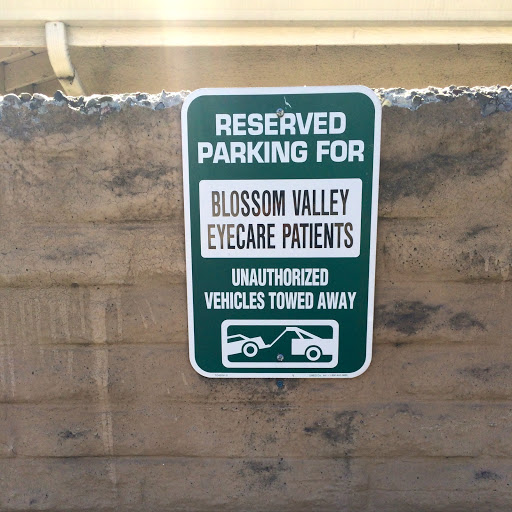 RESERVED
PARKING FOR
BLOSSOM VALLEY
EYECARE PATIENTS
UNAUTHORIZED
VEHICLES TOWED AWAY